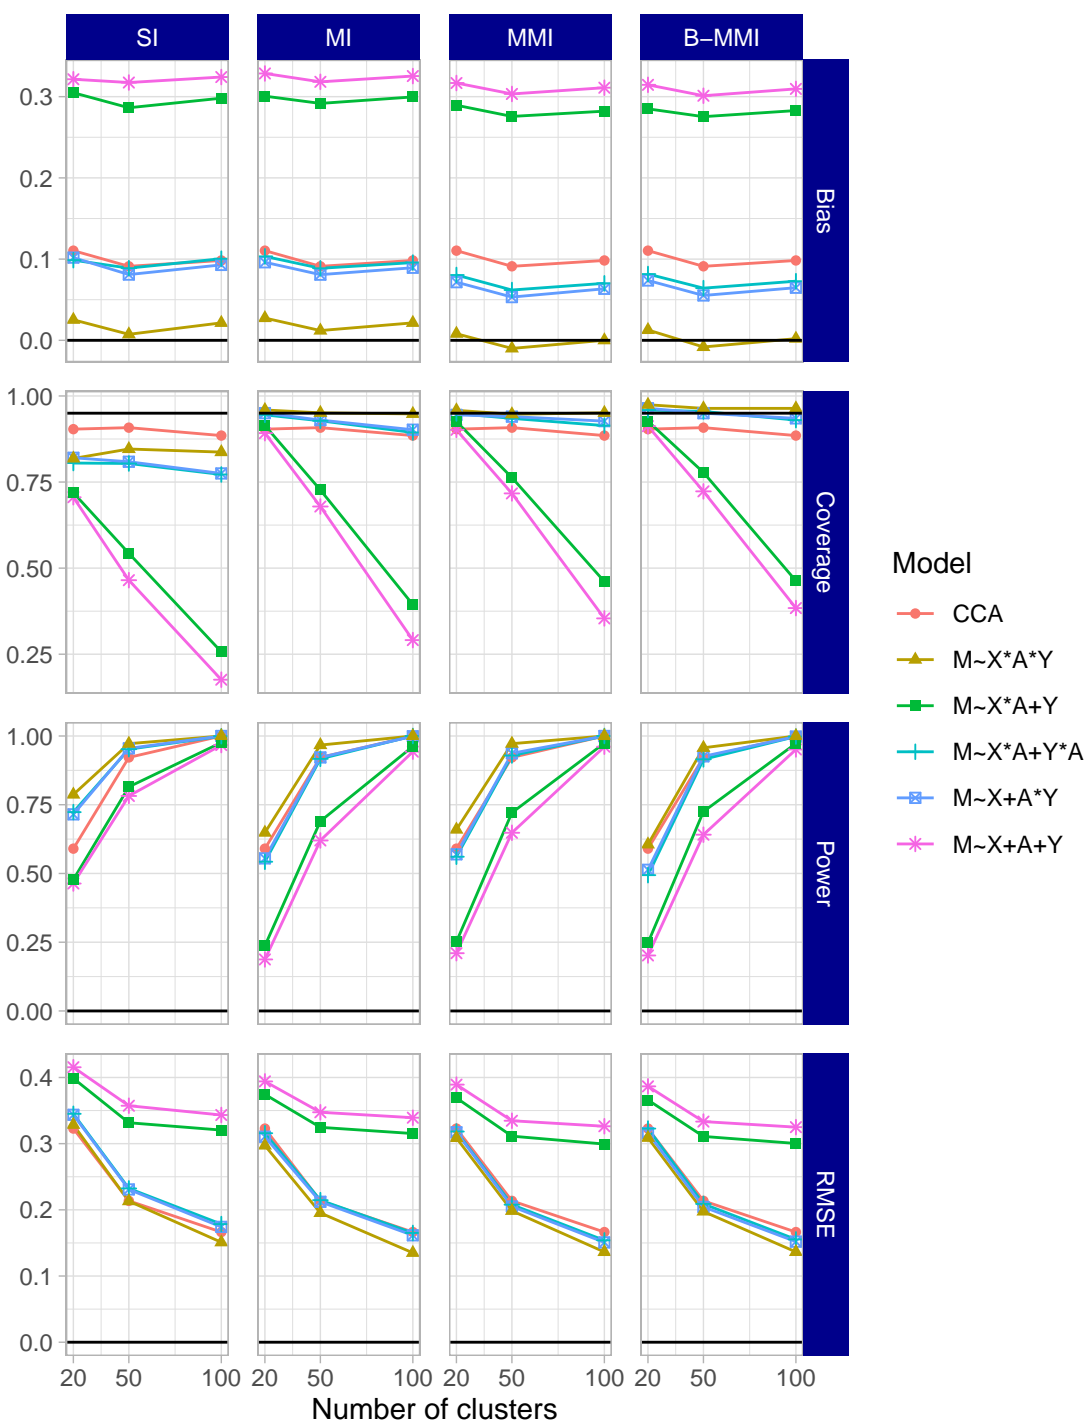 SI MI MMI B−MMI
0.3
0.2
0.1
0.0
Bias
1.00
0.75
0.50
0.25
Coverage
1.00
0.75
0.50
0.25
0.00
Power
0.4
0.3
0.2
0.1
0.0
RMSE
20 50 100 20 50 100 20 50 100 20 50 100
Number of clusters
Model
CCA
M~X*A*Y
M~X*A+Y
M~X*A+Y*A
M~X+A*Y
M~X+A+Y